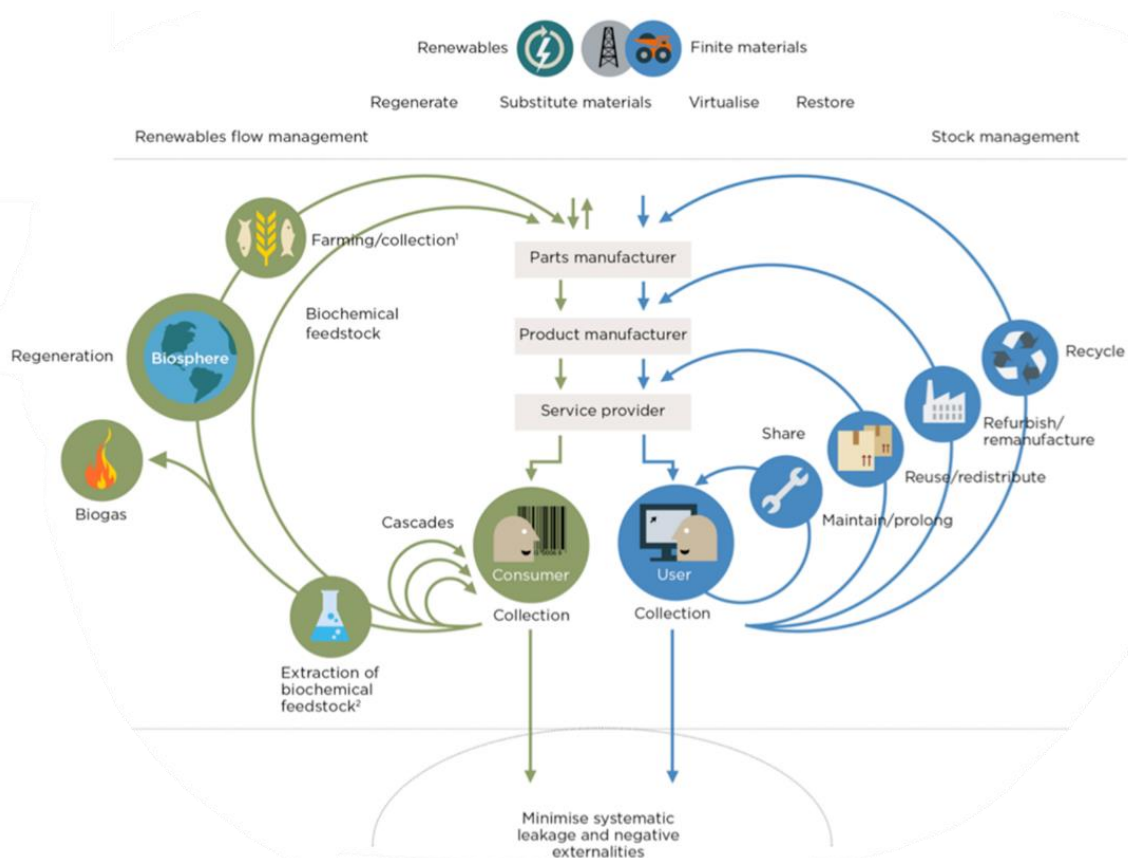 Renewables
Finite materials
Regenerate
Substitute materials
Virtualise
Restore
Renewables flow management
Stock management
Farming/collection¹
Parts manufacturer
Biochemical
feedstock
Product manufacturer
Regeneration
Biosphere
Recycle
Service provider
Refurbish/
remanufacture
Share
Reuse/redistribute
Biogas
Cascades
Maintain/prolong
Consumer
User
Collection
Collection
Extraction of
biochemical
feedstock²
Minimise systematic
leakage and negative
externalities